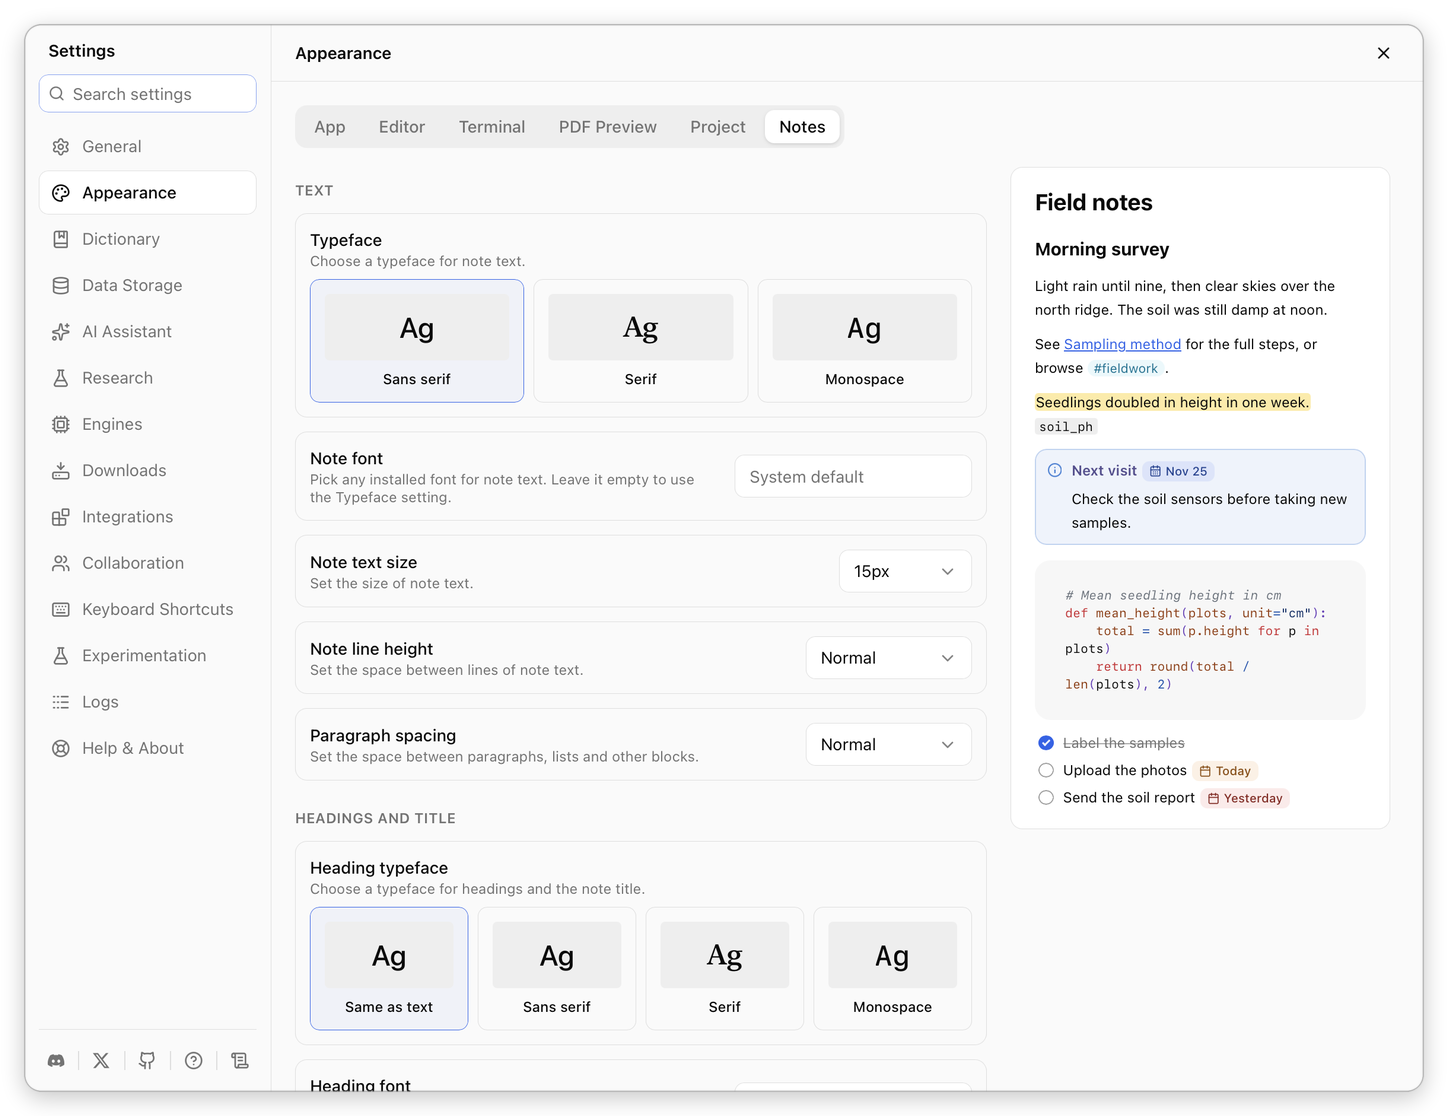 Settings
Search settings
General
Appearance
Dictionary
Data Storage
AI Assistant
Research
Engines
Downloads
Integrations
Collaboration
Keyboard Shortcuts
Experimentation
Logs
Help & About
Appearance
App
Editor
Terminal
PDF Preview
Project
Notes
TEXT
Typeface
Choose a typeface for note text.
Ag
Sans serif
Ag
Serif
Ag
Monospace
Note font
Pick any installed font for note text. Leave it empty to use
the Typeface setting.
System default
Note text size
Set the size of note text.
15px
Note line height
Set the space between lines of note text.
Normal
Paragraph spacing
Set the space between paragraphs, lists and other blocks.
Normal
HEADINGS AND TITLE
Heading typeface
Choose a typeface for headings and the note title.
Ag
Same as text
Ag
Sans serif
Ag
Serif
Ag
Monospace
Heading font
Field notes
Morning survey
Light rain until nine, then clear skies over the
north ridge. The soil was still damp at noon.
See Sampling method for the full steps, or
browse #fieldwork .
Seedlings doubled in height in one week.
soil_ph
Next visit Nov 25
Check the soil sensors before taking new
samples.
# Mean seedling height in cm
def mean_height(plots, unit="cm"):
    total = sum(p.height for p in
plots)
    return round(total /
len(plots), 2)
Label the samples
Upload the photos Today
Send the soil report Yesterday